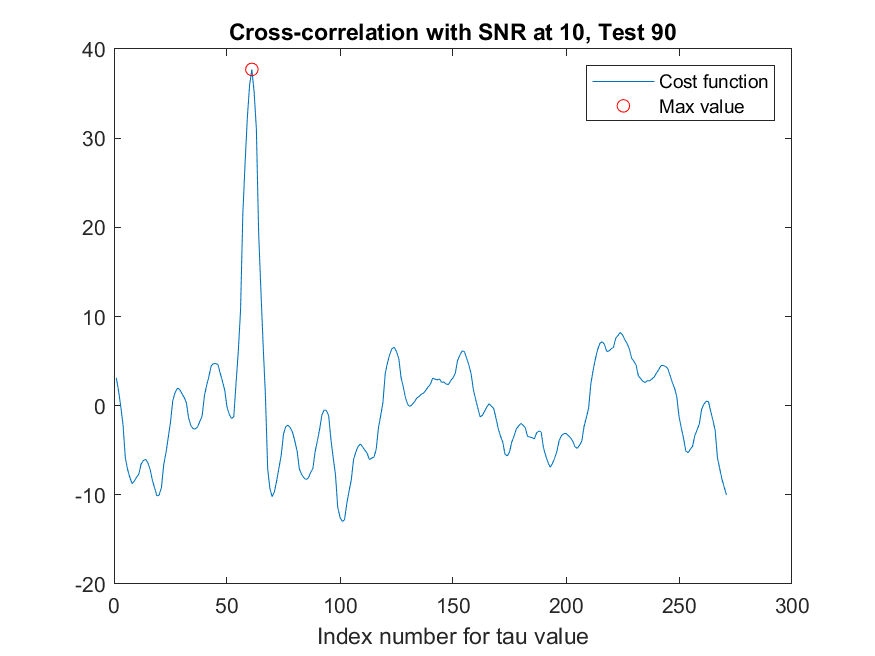 Cross-correlation with SNR at 10, Test 90
40
30
20
10
0
-10
-20
Cost function
Max value
0 50 100 150 200 250 300
Index number for tau value